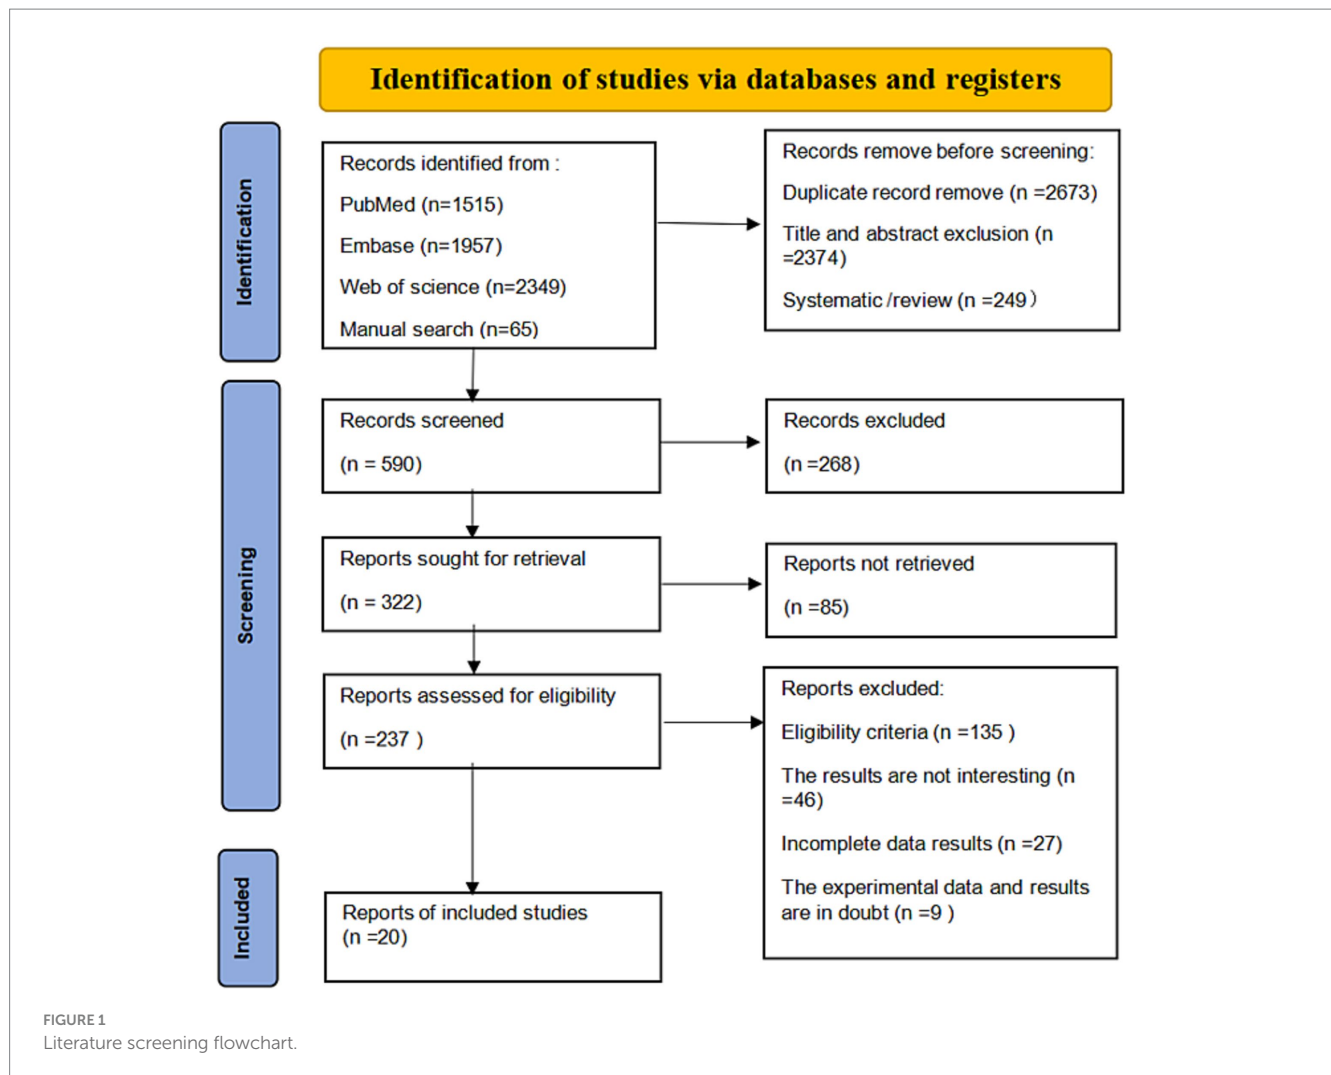 Identification of studies via databases and registers
Identification
Records identified from :
PubMed (n=1515)
Embase (n=1957)
Web of science (n=2349)
Manual search (n=65)
Records remove before screening:
Duplicate record remove (n =2673)
Title and abstract exclusion (n
=2374)
Systematic /review (n =249)
Screening
Records screened
(n = 590)
Records excluded
(n =268)
Reports sought for retrieval
(n = 322)
Reports not retrieved
(n =85)
Reports assessed for eligibility
(n =237 )
Reports excluded:
Eligibility criteria (n =135 )
The results are not interesting (n
=46)
Incomplete data results (n =27)
The experimental data and results
are in doubt (n =9 )
Included
Reports of included studies
(n =20)
FIGURE 1
Literature screening flowchart.